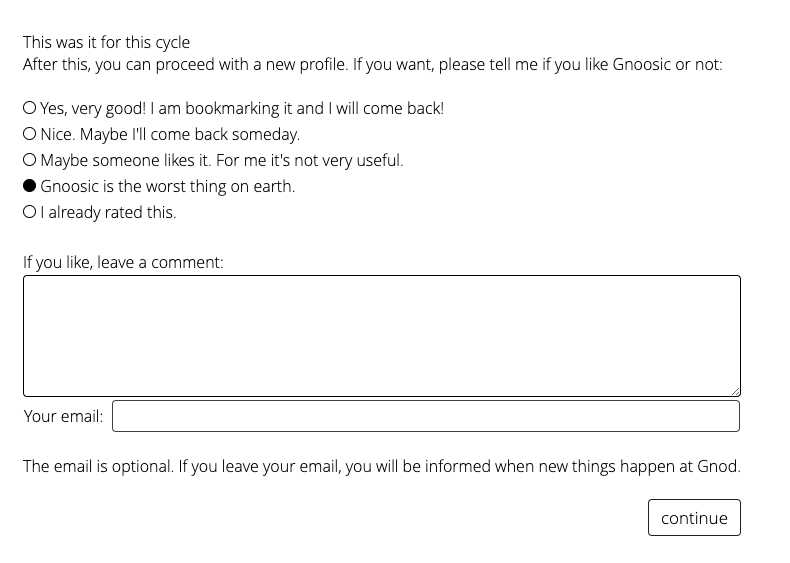 This was it for this cycle
After this, you can proceed with a new profile. If you want, please tell me if you like Gnoosic or not:
Yes, very good! I am bookmarking it and I will come back!
Nice. Maybe I'll come back someday.
Maybe someone likes it. For me it's not very useful.
Gnoosic is the worst thing on earth.
I already rated this.
If you like, leave a comment:
Your email:
The email is optional. If you leave your email, you will be informed when new things happen at Gnod.
continue